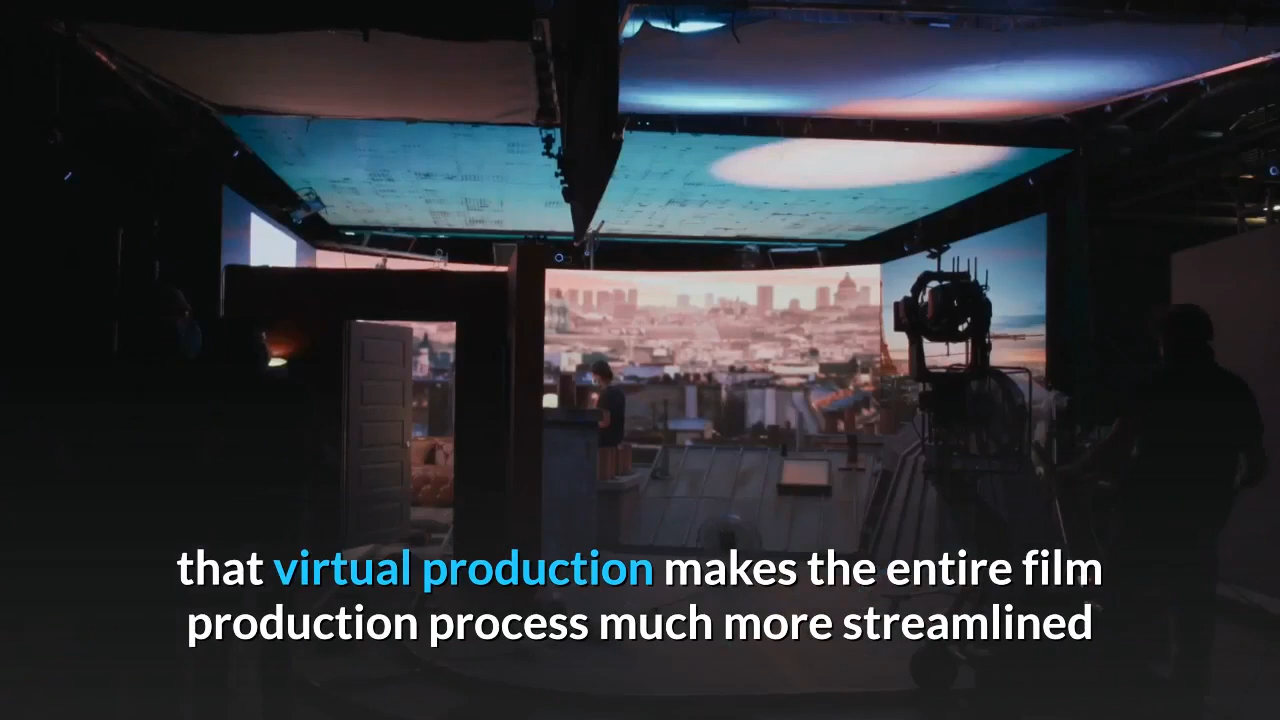 that virtual production makes the entire film
production process much more streamlined